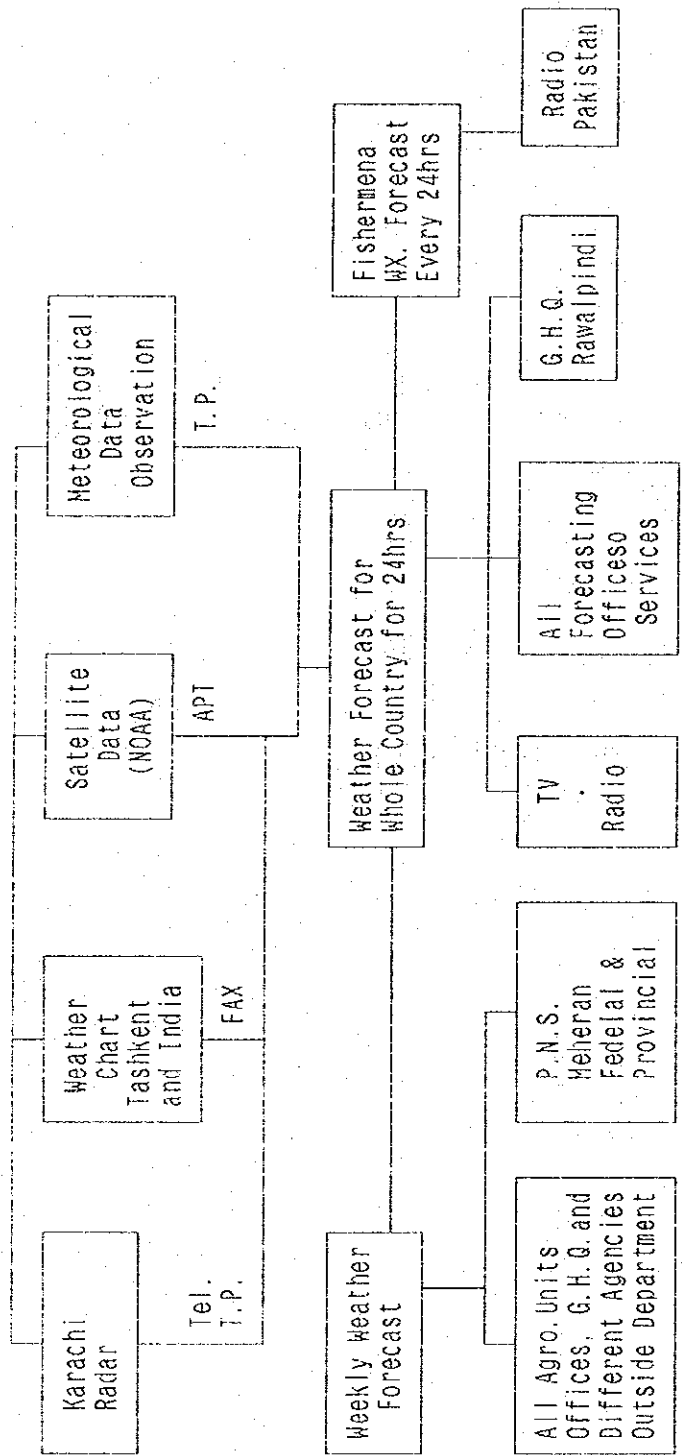 Karachi
Radar
Weather
Chart
Tashkent
and India
Satellite
Data
(NOAA)
Meteorological
Data
Observation
Tel.
T.P.
FAX
APT
T.P.
Weekly Weather
Forecast
Weather Forecast for
Whole Country for 24hrs
Fishermena
WX. Forecast
Every 24hrs
All Agro.Units
Offices, G.H.Q.and
Different Agencies
Outside Department
P.N.S.
Meheran
Fedelal &
Provincial
TV
·
Radio
All
Forecasting
Officeso
Services
G.H.Q.
Rawalpindi
Radio
Pakistan